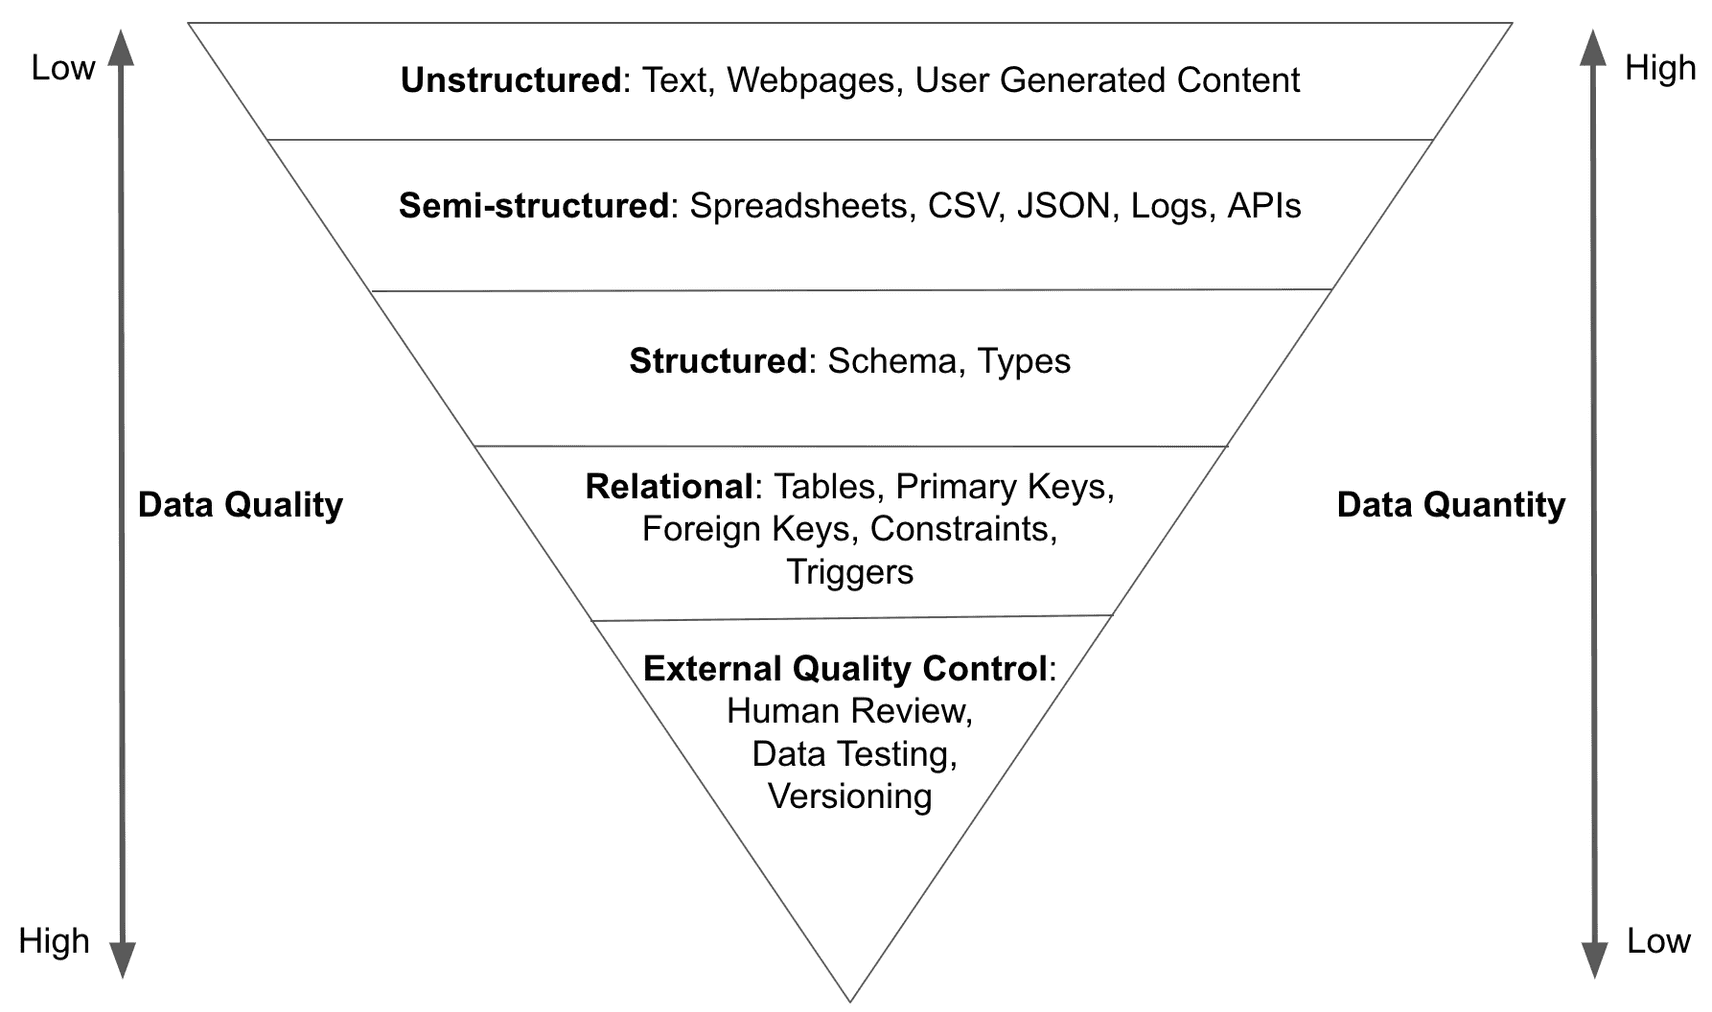 Low
High
Unstructured: Text, Webpages, User Generated Content
Semi-structured: Spreadsheets, CSV, JSON, Logs, APIs
Structured: Schema, Types
Data Quality
Relational: Tables, Primary Keys,
Foreign Keys, Constraints,
Triggers
Data Quantity
External Quality Control:
Human Review,
Data Testing,
Versioning
High
Low